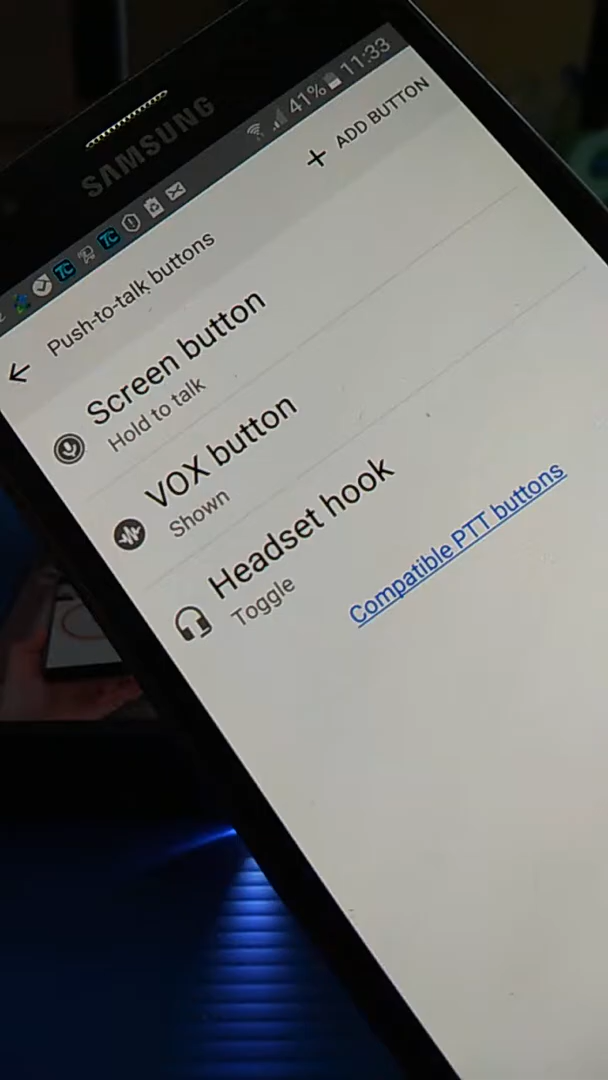 SAMSUNG
41% 11:33
Push-to-talk buttons
+ ADD BUTTON
Screen button
Hold to talk
VOX button
Shown
Headset hook
Toggle
Compatible PTT buttons